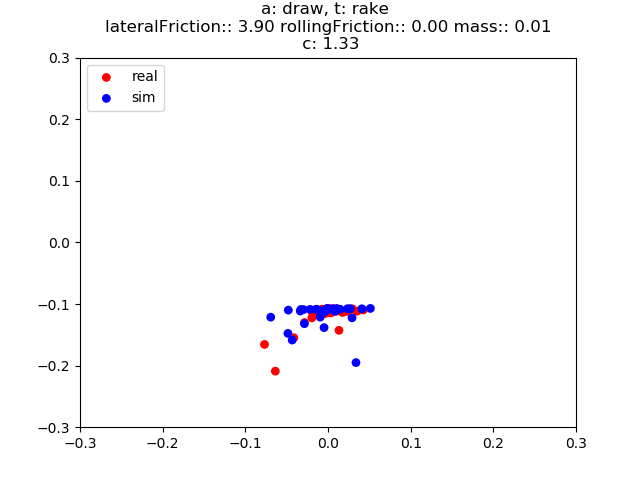 a: draw, t: rake
lateralFriction:: 3.90 rollingFriction:: 0.00 mass:: 0.01
c: 1.33
real
sim
0.3
0.2
0.1
0.0
−0.1
−0.2
−0.3
−0.3
−0.2
−0.1
0.0
0.1
0.2
0.3